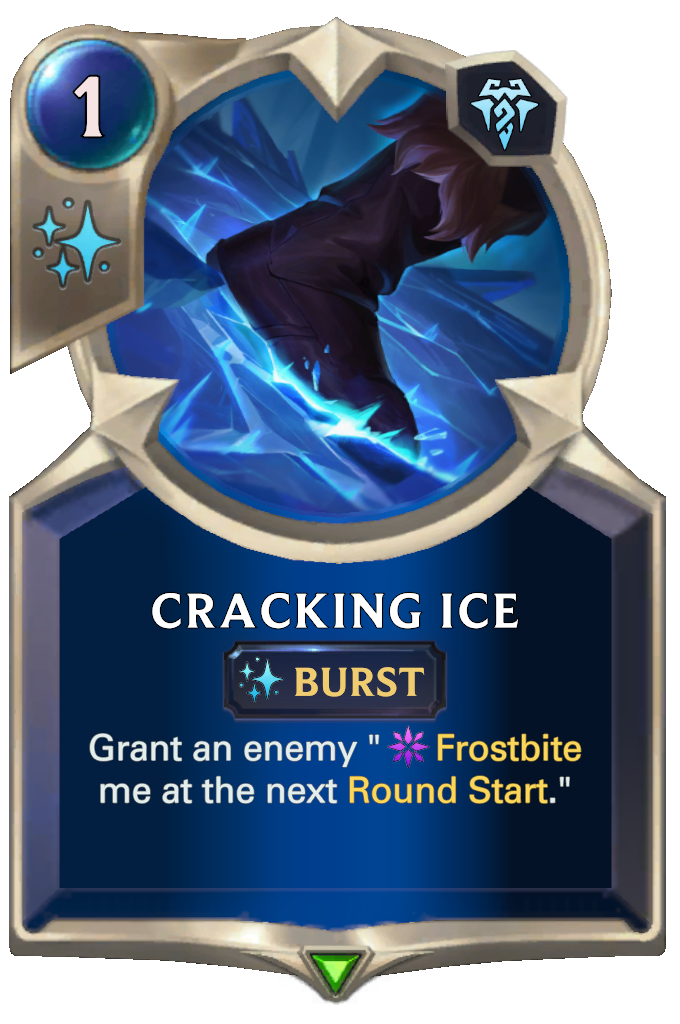 1
CRACKING ICE
BURST
Grant an enemy " Frostbite
me at the next Round Start."